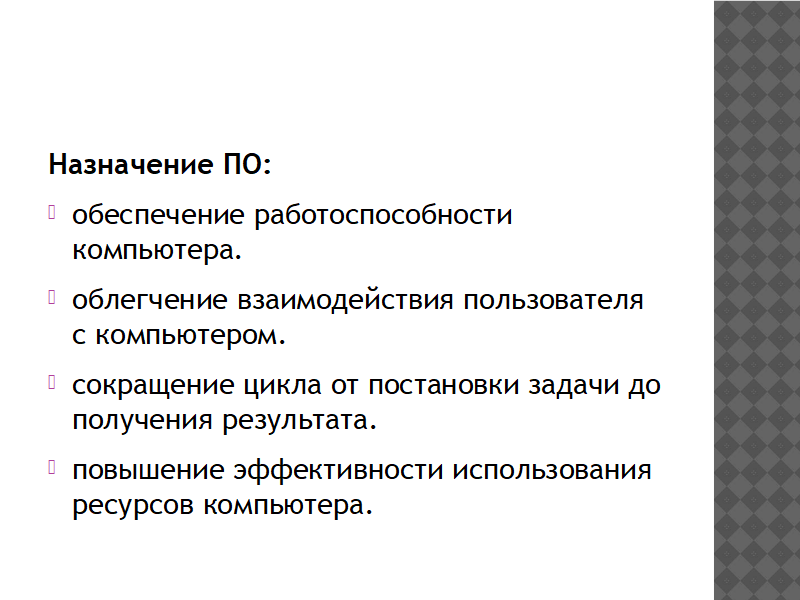 Назначение ПО:
обеспечение работоспособности
компьютера.
облегчение взаимодействия пользователя
с компьютером.
сокращение цикла от постановки задачи до
получения результата.
повышение эффективности использования
ресурсов компьютера.